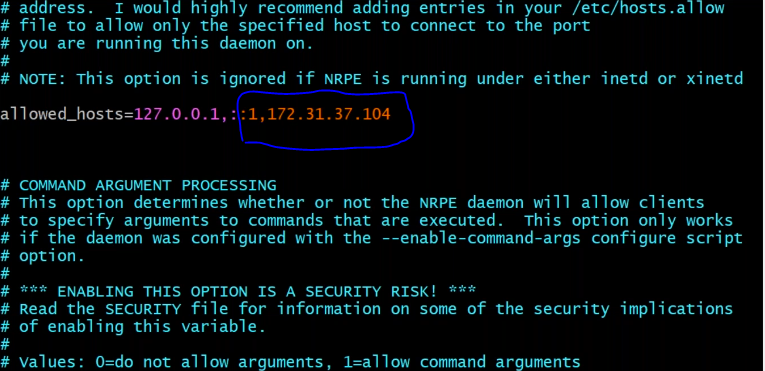 # address.  I would highly recommend adding entries in your /etc/hosts.allow
# file to allow only the specified host to connect to the port
# you are running this daemon on.
#
# NOTE: This option is ignored if NRPE is running under either inetd or xinetd
allowed_hosts=127.0.0.1,::1,172.31.37.104
# COMMAND ARGUMENT PROCESSING
# This option determines whether or not the NRPE daemon will allow clients
# to specify arguments to commands that are executed.  This option only works
# if the daemon was configured with the --enable-command-args configure script
# option.
#
# *** ENABLING THIS OPTION IS A SECURITY RISK! ***
# Read the SECURITY file for information on some of the security implications
# of enabling this variable.
#
# Values: 0=do not allow arguments, 1=allow command arguments